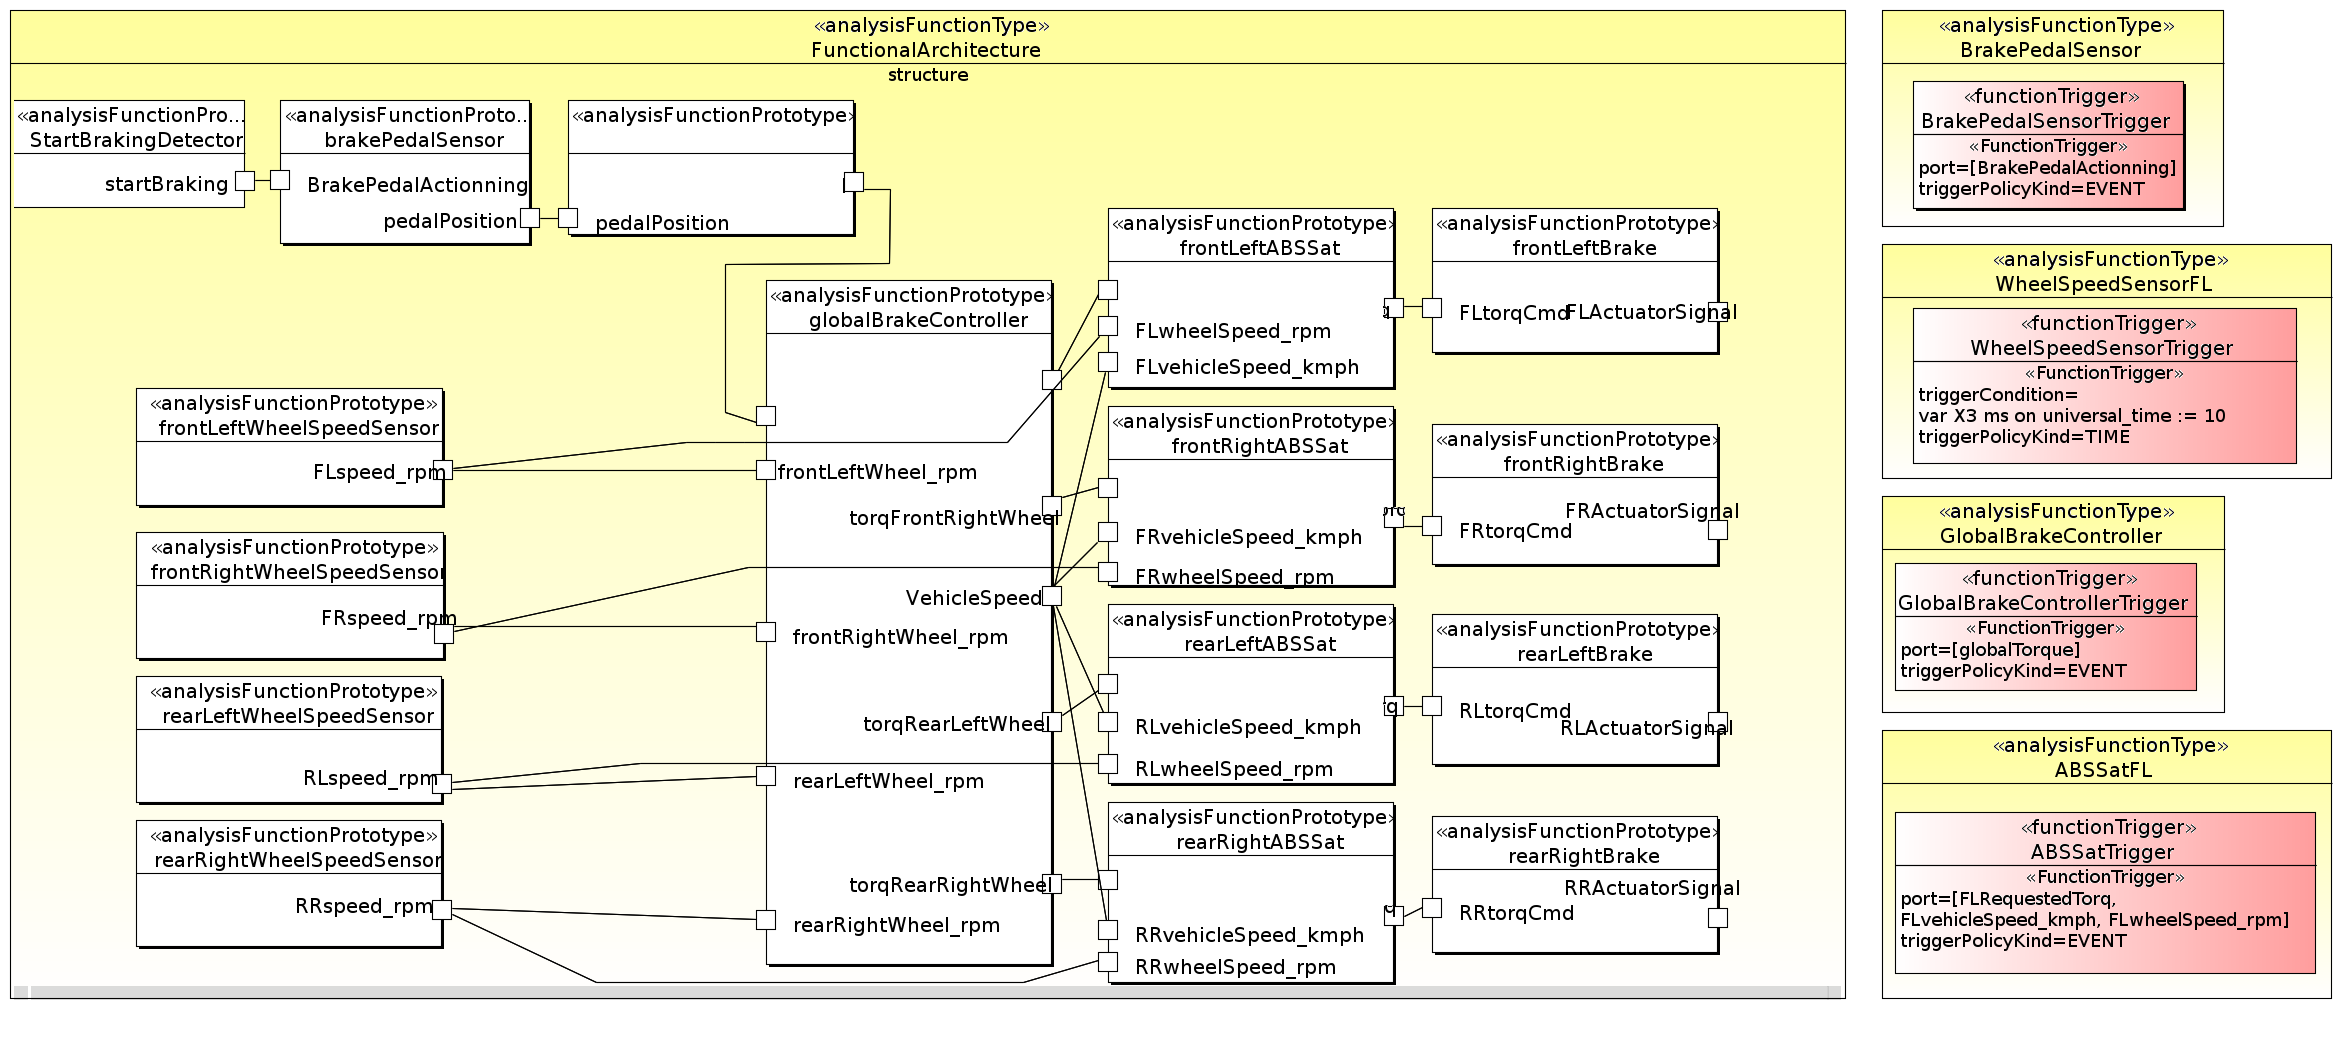 «analysisFunctionType»
FunctionalArchitecture
structure
«analysisFunctionPro...
StartBrakingDetector
startBraking
«analysisFunctionProto...
brakePedalSensor
BrakePedalActionning
pedalPosition
«analysisFunctionPrototype»
pedalPosition
«analysisFunctionPrototype»
globalBrakeController
frontLeftWheel_rpm
torqFrontRightWheel
VehicleSpeed
frontRightWheel_rpm
torqRearLeftWheel
rearLeftWheel_rpm
torqRearRightWheel
rearRightWheel_rpm
«analysisFunctionPrototype»
frontLeftWheelSpeedSensor
FLspeed_rpm
«analysisFunctionPrototype»
frontRightWheelSpeedSensor
FRspeed_rpm
«analysisFunctionPrototype»
rearLeftWheelSpeedSensor
RLspeed_rpm
«analysisFunctionPrototype»
rearRightWheelSpeedSensor
RRspeed_rpm
«analysisFunctionPrototype»
frontLeftABSSat
FLwheelSpeed_rpm
FLvehicleSpeed_kmph
«analysisFunctionPrototype»
frontRightABSSat
FRvehicleSpeed_kmph
FRwheelSpeed_rpm
«analysisFunctionPrototype»
rearLeftABSSat
RLvehicleSpeed_kmph
RLwheelSpeed_rpm
«analysisFunctionPrototype»
rearRightABSSat
RRvehicleSpeed_kmph
RRwheelSpeed_rpm
«analysisFunctionPrototype»
frontLeftBrake
FLtorqCmd
FLActuatorSignal
«analysisFunctionPrototype»
frontRightBrake
FRActuatorSignal
FRtorqCmd
«analysisFunctionPrototype»
rearLeftBrake
RLtorqCmd
RLActuatorSignal
«analysisFunctionPrototype»
rearRightBrake
RRActuatorSignal
RRtorqCmd
«analysisFunctionType»
BrakePedalSensor
«functionTrigger»
BrakePedalSensorTrigger
«FunctionTrigger»
port=[BrakePedalActionning]
triggerPolicyKind=EVENT
«analysisFunctionType»
WheelSpeedSensorFL
«functionTrigger»
WheelSpeedSensorTrigger
«FunctionTrigger»
triggerCondition=
var X3 ms on universal_time := 10
triggerPolicyKind=TIME
«analysisFunctionType»
GlobalBrakeController
«functionTrigger»
GlobalBrakeControllerTrigger
«FunctionTrigger»
port=[globalTorque]
triggerPolicyKind=EVENT
«analysisFunctionType»
ABSSatFL
«functionTrigger»
ABSSatTrigger
«FunctionTrigger»
port=[FLRequestedTorq,
FLvehicleSpeed_kmph, FLwheelSpeed_rpm]
triggerPolicyKind=EVENT